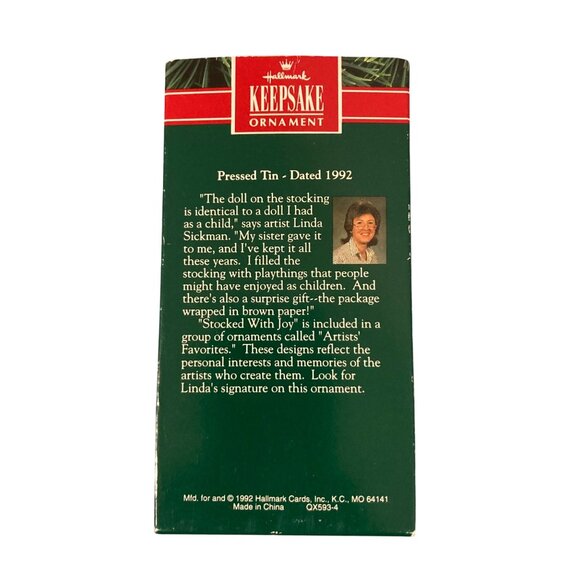 Hallmark
KEEPSAKE
ORNAMENT
Pressed Tin - Dated 1992
"The doll on the stocking
is identical to a doll I had
as a child," says artist Linda
Sickman. "My sister gave it
to me, and I've kept it all
these years. I filled the
stocking with playthings that people
might have enjoyed as children. And
there's also a surprise gift--the package
wrapped in brown paper!"
"Stocked With Joy" is included in a
group of ornaments called "Artists'
Favorites." These designs reflect the
personal interests and memories of the
artists who create them. Look for
Linda's signature on this ornament.
Mfd. for and © 1992 Hallmark Cards, Inc., K.C., MO 64141
Made in China QX593-4